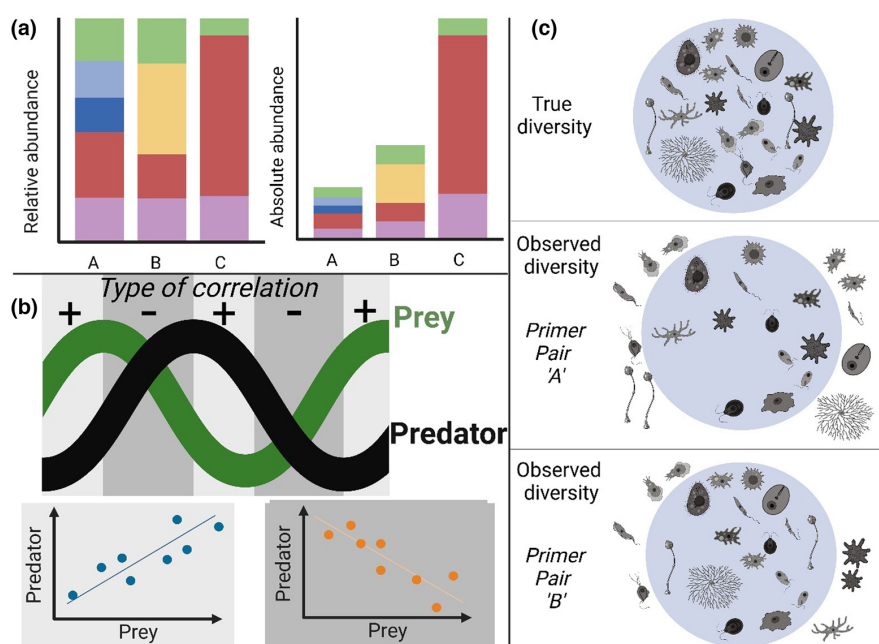 (a)
Relative abundance
A B C
Absolute abundance
A B C
(b)
Type of correlation
+ - + - +
Prey
Predator
Predator
Prey
Predator
Prey
(c)
True
diversity
Observed
diversity
Primer
Pair
'A'
Observed
diversity
Primer
Pair
'B'